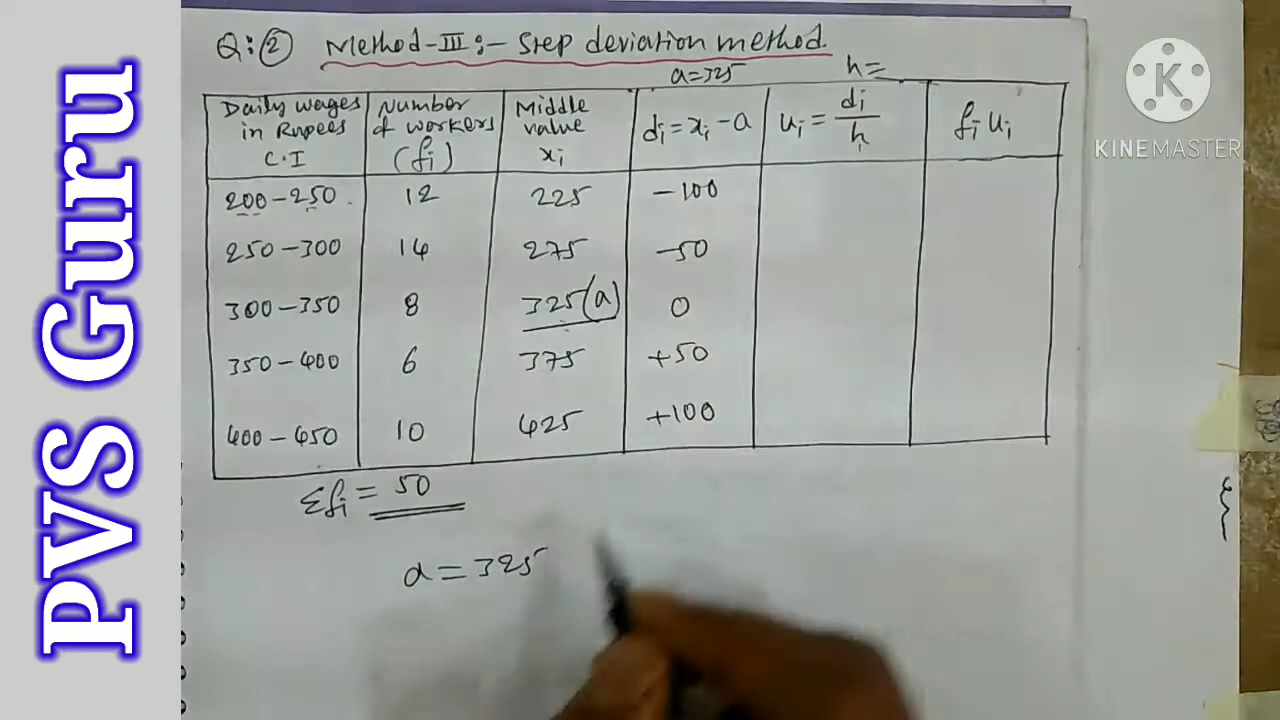 PVS Guru
Q:② Method-III:- Step deviation method.
a=325 h=
KINEMASTER
Daily wages in Rupees C.I | Number of workers (fi) | Middle value xi | di = xi - a | ui = di/h | fi ui
200-250 | 12 | 225 | -100
250-300 | 14 | 275 | -50
300-350 | 8 | 325(a) | 0
350-400 | 6 | 375 | +50
400-450 | 10 | 425 | +100
Σfi = 50
a = 325